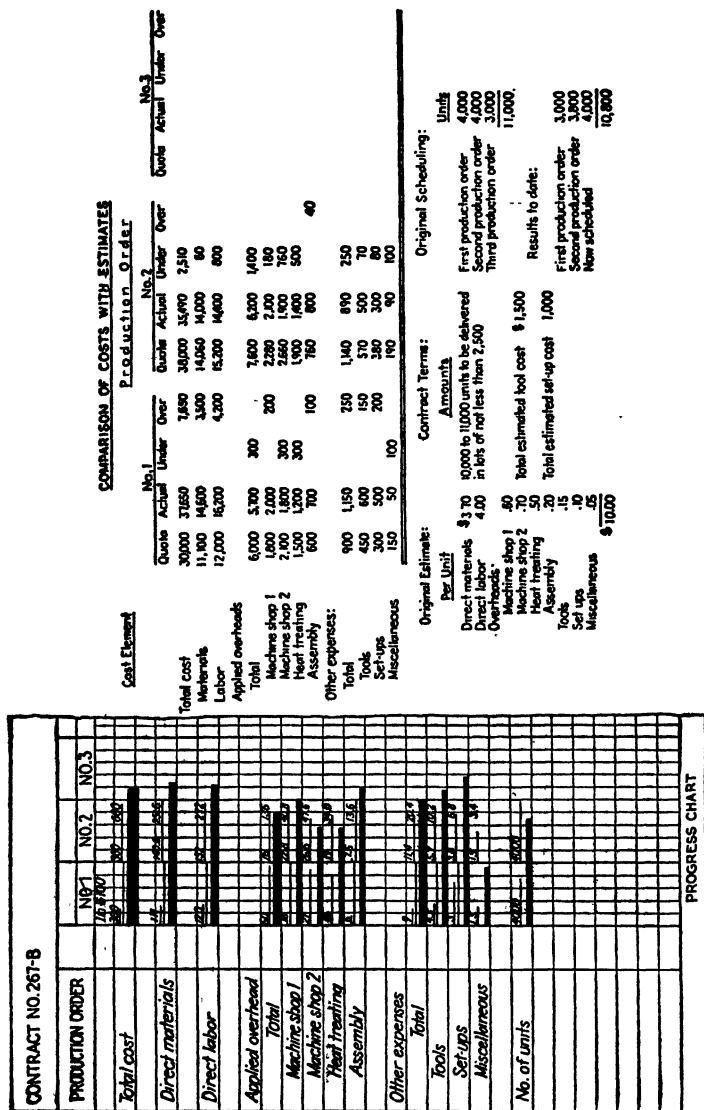 COMPARISON OF COSTS WITH ESTIMATES
Production Order
No.1 No.2 No.3
Cost Element Quote Actual Under Over Quote Actual Under Over Quote Actual Under Over
Total cost 30,000 37,650 7,650 38,000 35,490 2,510
Materials 11,100 14,600 3,500 14,060 14,000 60
Labor 12,000 16,200 4,200 15,200 14,400 800
Applied overheads
Total 6,000 5,700 300 7,600 6,200 1,400
Machine shop 1 1,800 2,000 200 2,280 2,100 180
Machine shop 2 2,100 1,800 300 2,660 1,900 760
Heat treating 1,500 1,200 300 1,900 1,400 500
Assembly 600 700 100 760 800 40
Other expenses:
Total 900 1,150 250 1,140 890 250
Tools 450 600 150 570 500 70
Set-ups 300 500 200 380 300 80
Miscellaneous 150 50 100 190 90 100
Original Estimate:
Per Unit
Direct materials $3 70
Direct labor 4.00
Overheads:
Machine shop 1 .60
Machine shop 2 .70
Heat treating .50
Assembly .20
Tools .15
Set ups .10
Miscellaneous .05
$10.00
Contract Terms:
Amounts
10,000 to 11,000 units to be delivered
in lots of not less than 2,500
Total estimated tool cost $1,500
Total estimated set-up cost 1,000
Original Scheduling:
Units
First production order 4,000
Second production order 4,000
Third production order 3,000
11,000.
Results to date:
First production order 3,000
Second production order 3,800
Now scheduled 4,000
10,800
CONTRACT NO.267-B
PRODUCTION ORDER NO.1 NO.2 NO.3
Total cost
Direct materials
Direct labor
Applied overhead
Total
Machine shop 1
Machine shop 2
Heat treating
Assembly
Other expenses
Total
Tools
Set-ups
Miscellaneous
No. of units
PROGRESS CHART